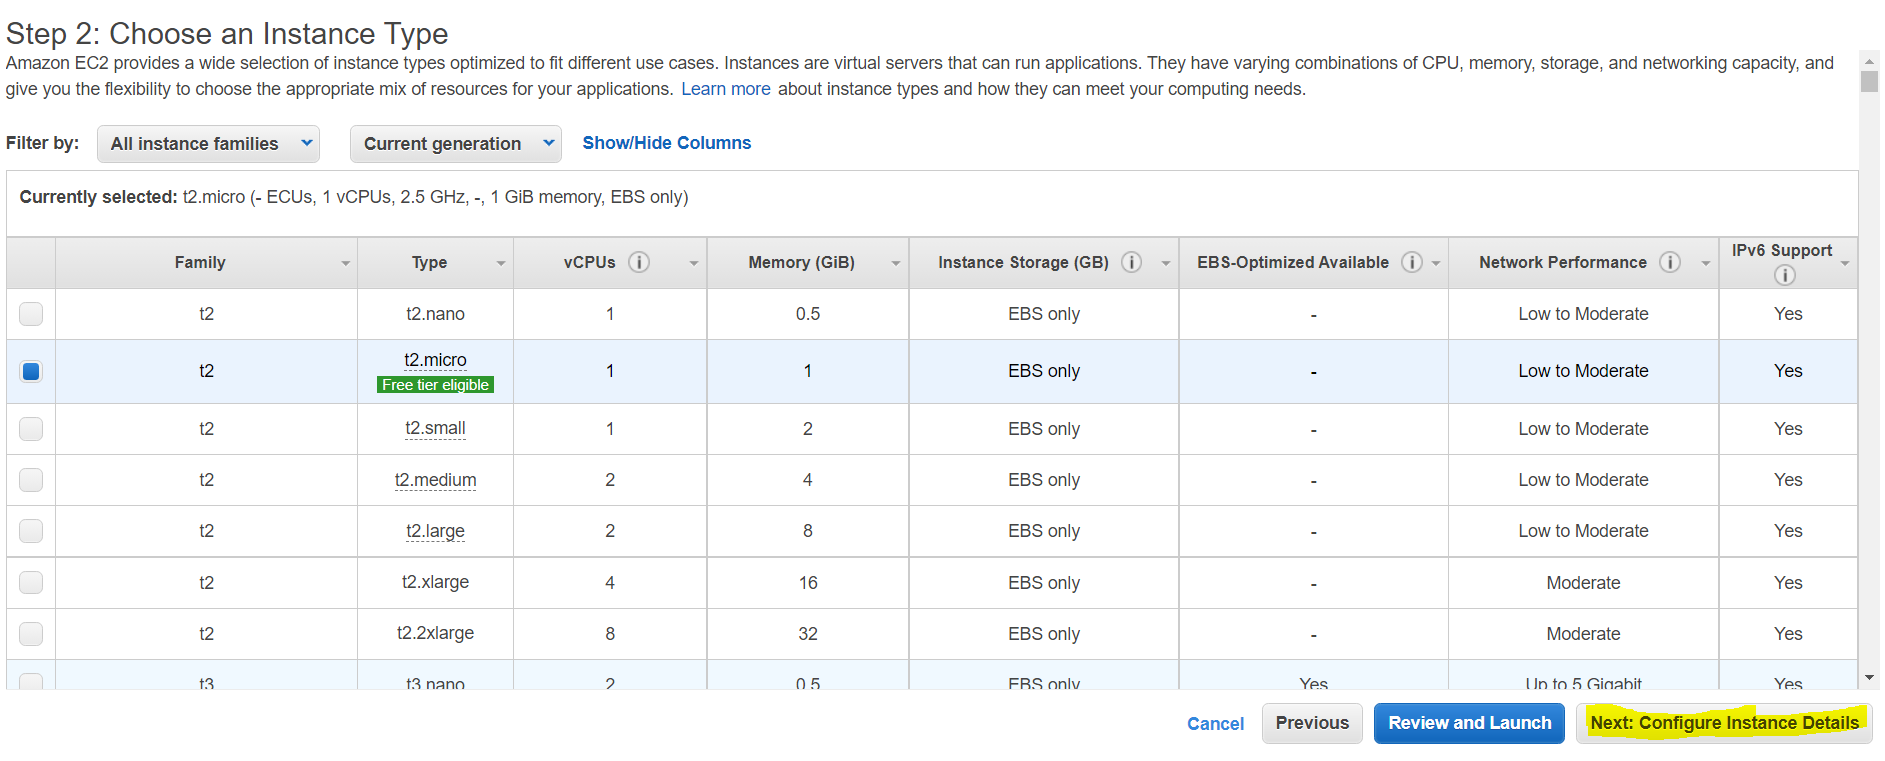 Step 2: Choose an Instance Type
Amazon EC2 provides a wide selection of instance types optimized to fit different use cases. Instances are virtual servers that can run applications. They have varying combinations of CPU, memory, storage, and networking capacity, and
give you the flexibility to choose the appropriate mix of resources for your applications. Learn more about instance types and how they can meet your computing needs.
Filter by: All instance families Current generation Show/Hide Columns
Currently selected: t2.micro (- ECUs, 1 vCPUs, 2.5 GHz, -, 1 GiB memory, EBS only)
Family Type vCPUs Memory (GiB) Instance Storage (GB) EBS-Optimized Available Network Performance IPv6 Support
t2 t2.nano 1 0.5 EBS only - Low to Moderate Yes
t2 t2.micro 1 1 EBS only - Low to Moderate Yes
Free tier eligible
t2 t2.small 1 2 EBS only - Low to Moderate Yes
t2 t2.medium 2 4 EBS only - Low to Moderate Yes
t2 t2.large 2 8 EBS only - Low to Moderate Yes
t2 t2.xlarge 4 16 EBS only - Moderate Yes
t2 t2.2xlarge 8 32 EBS only - Moderate Yes
t3 t3.nano 2 0.5 EBS only Yes Up to 5 Gigabit Yes
Cancel Previous Review and Launch Next: Configure Instance Details